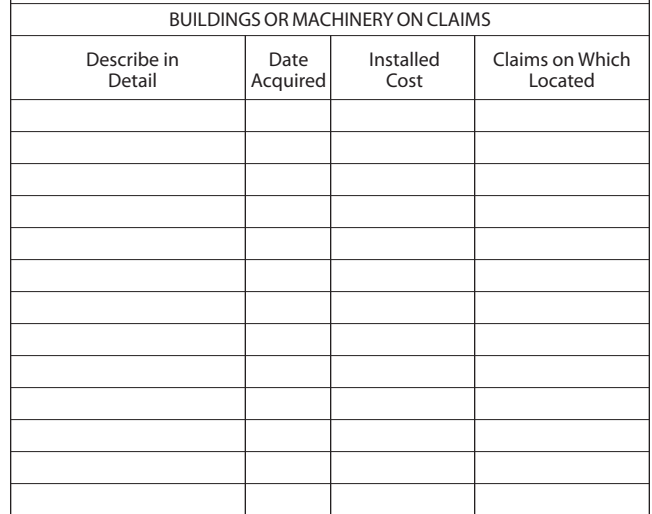 BUILDINGS OR MACHINERY ON CLAIMS
Describe in Detail
Date Acquired
Installed Cost
Claims on Which Located